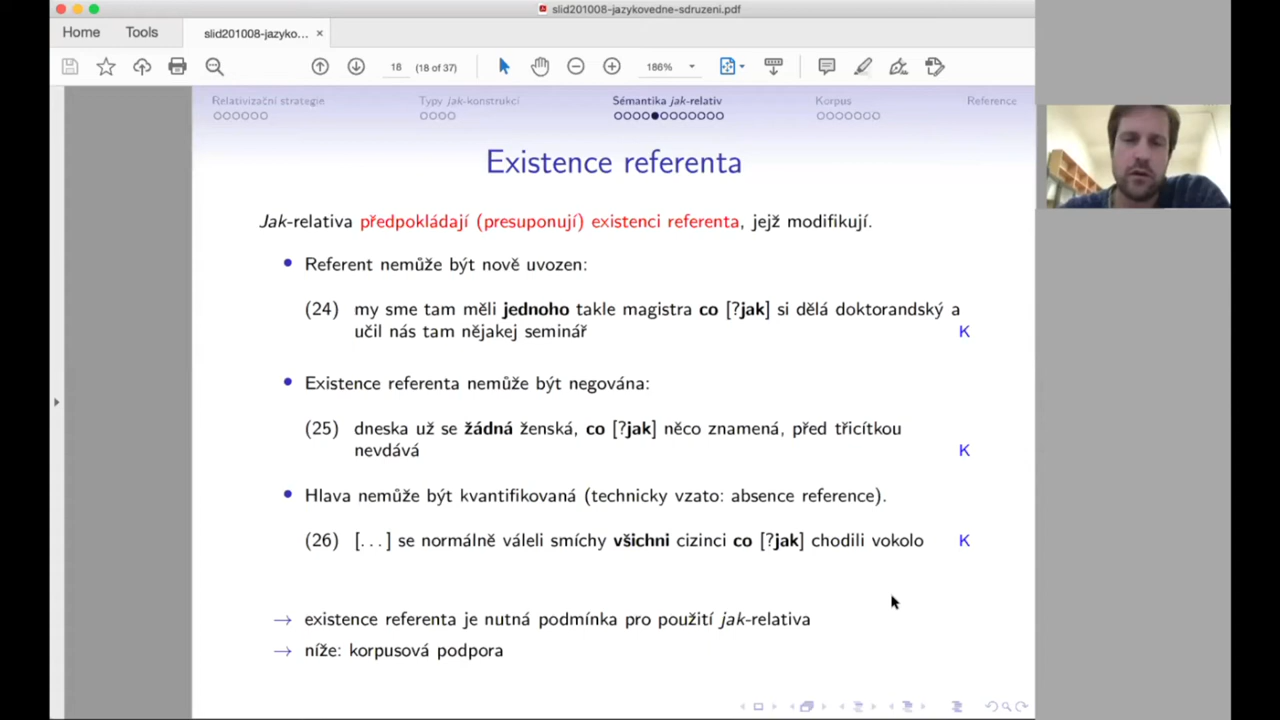 slid201008-jazykovedne-sdruzeni.pdf
Home Tools slid201008-jazyko... ×
16 (18 of 37) 186%
Relativizační strategie Typy jak-konstrukcí Sémantika jak-relativ Korpus Reference
Existence referenta
Jak-relativa předpokládají (presuponují) existenci referenta, jejž modifikují.
Referent nemůže být nově uvozen:
(24) my sme tam měli jednoho takle magistra co [?jak] si dělá doktorandský a
učil nás tam nějakej seminář K
Existence referenta nemůže být negována:
(25) dneska už se žádná ženská, co [?jak] něco znamená, před třicítkou
nevdává K
Hlava nemůže být kvantifikovaná (technicky vzato: absence reference).
(26) [...] se normálně váleli smíchy všichni cizinci co [?jak] chodili vokolo K
→ existence referenta je nutná podmínka pro použití jak-relativa
→ níže: korpusová podpora